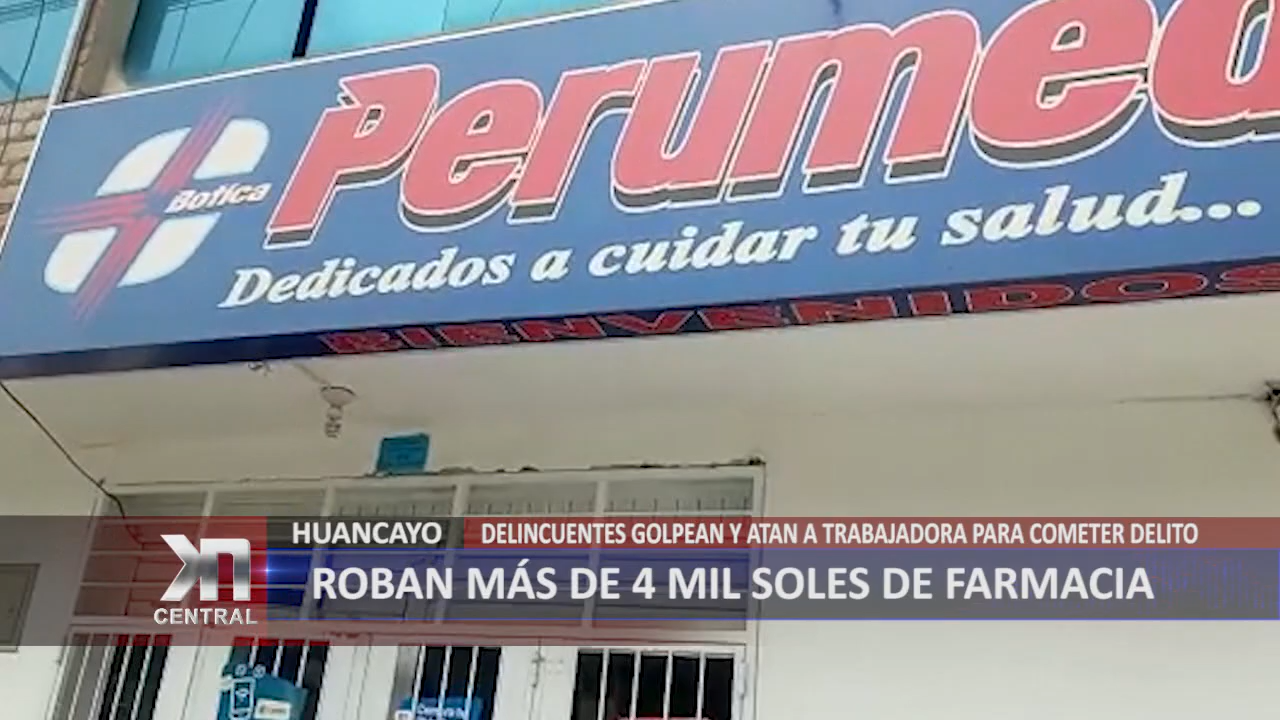 Botica
Perumed
Dedicados a cuidar tu salud...
BIENVENIDOS
HUANCAYO
DELINCUENTES GOLPEAN Y ATAN A TRABAJADORA PARA COMETER DELITO
ROBAN MÁS DE 4 MIL SOLES DE FARMACIA
KN
CENTRAL